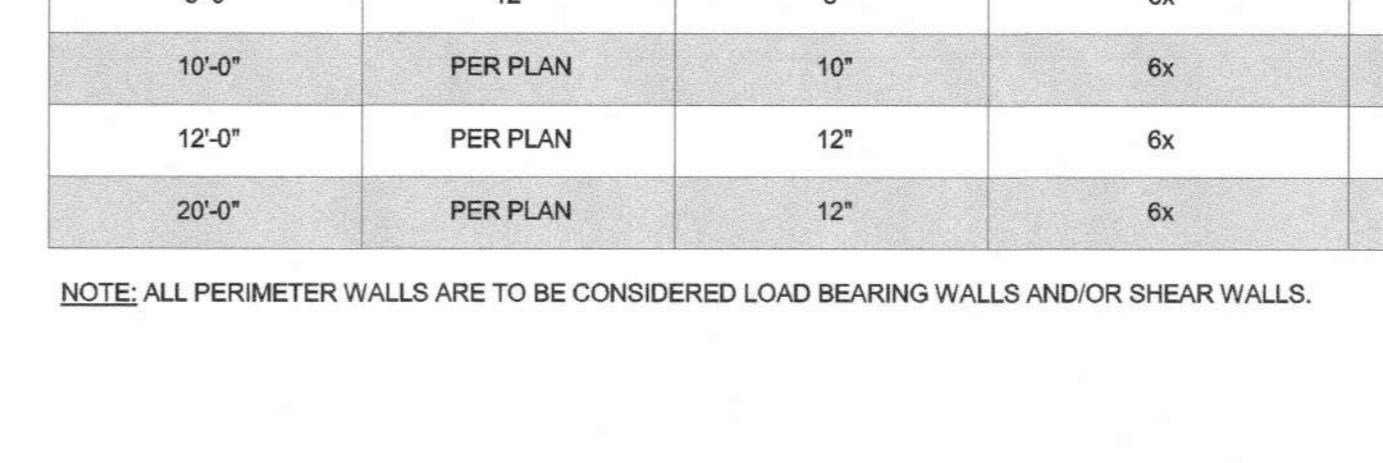 10'-0" PER PLAN 10" 6x
12'-0" PER PLAN 12" 6x
20'-0" PER PLAN 12" 6x
NOTE: ALL PERIMETER WALLS ARE TO BE CONSIDERED LOAD BEARING WALLS AND/OR SHEAR WALLS.